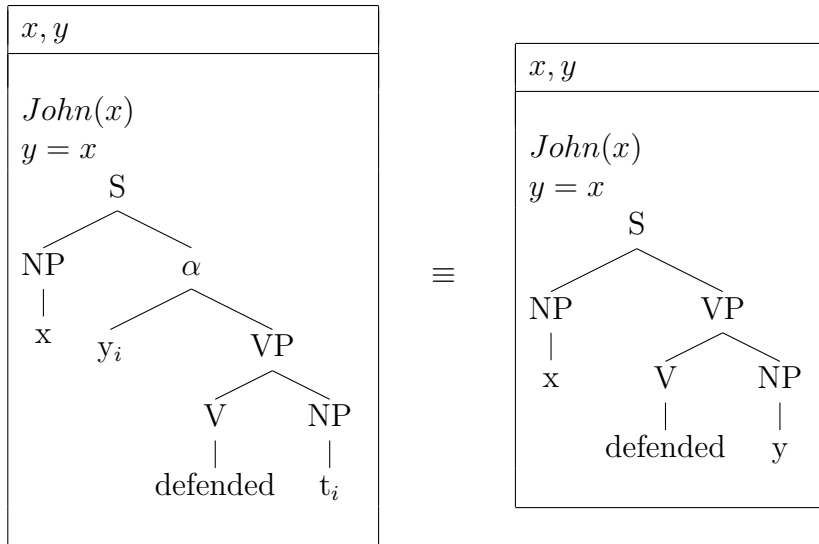 x, y
John(x)
y = x
S
NP α
x y_i VP
V NP
defended t_i
≡
x, y
John(x)
y = x
S
NP VP
x V NP
defended y